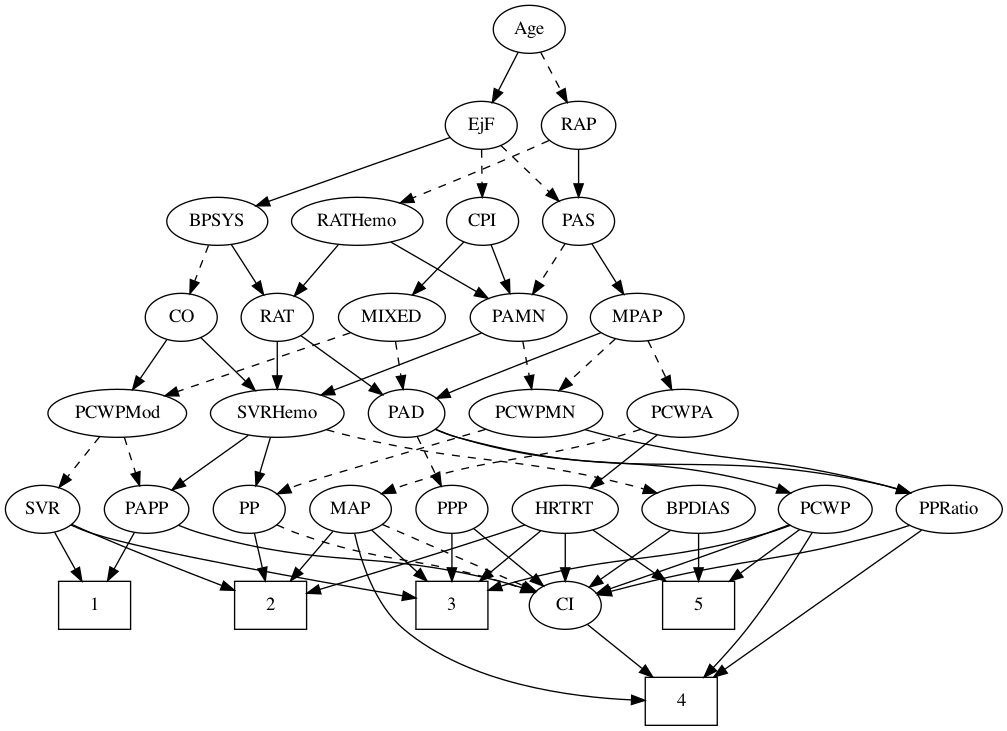 Age
EjF
RAP
BPSYS
RATHemo
CPI
PAS
CO
RAT
MIXED
PAMN
MPAP
PCWPMod
SVRHemo
PAD
PCWPMN
PCWPA
SVR
PAPP
PP
MAP
PPP
HRTRT
BPDIAS
PCWP
PPRatio
1
2
3
CI
5
4